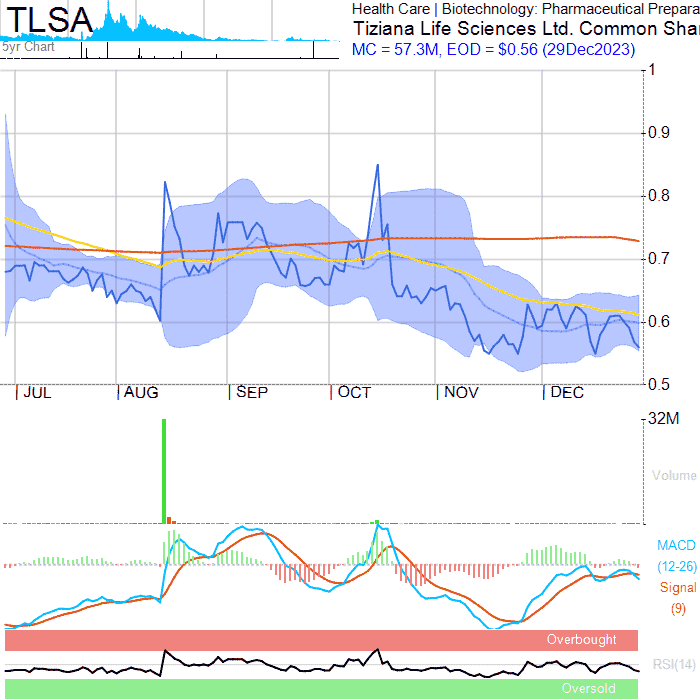 TLSA
5yr Chart
Health Care | Biotechnology: Pharmaceutical Prepara
Tiziana Life Sciences Ltd. Common Shar
MC = 57.3M, EOD = $0.56 (29Dec2023)
1
0.9
0.8
0.7
0.6
0.5
|JUL |AUG |SEP |OCT |NOV |DEC
32M
Volume
MACD
(12-26)
Signal
(9)
Overbought
RSI(14)
Oversold